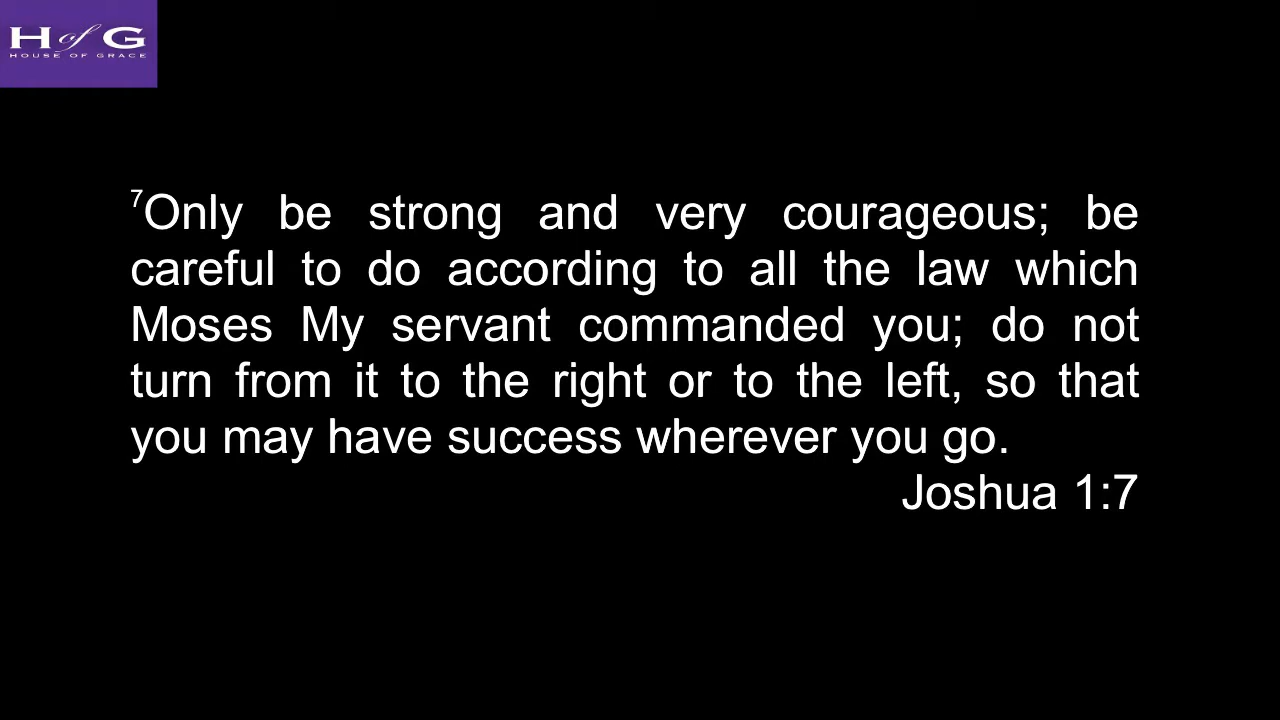 H of G
HOUSE OF GRACE
7Only be strong and very courageous; be
careful to do according to all the law which
Moses My servant commanded you; do not
turn from it to the right or to the left, so that
you may have success wherever you go.
Joshua 1:7